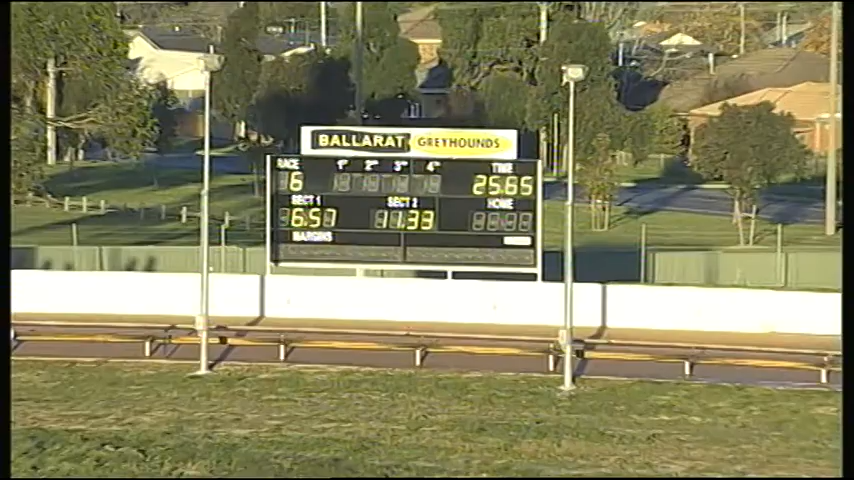 BALLARAT GREYHOUNDS
RACE 1ST 2ND 3RD 4TH TIME
6 25.65
SECT 1 SECT 2 HOME
6.57 11.33
MARGINS